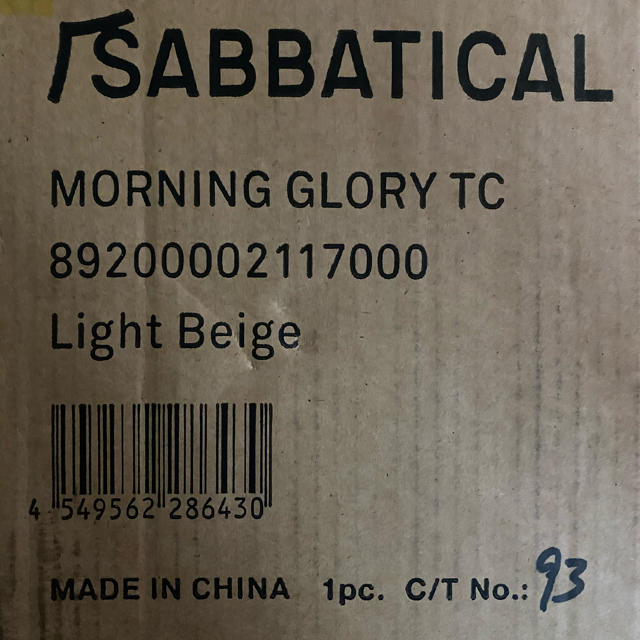 SABBATICAL
MORNING GLORY TC
89200002117000
Light Beige
4 549562 286430
MADE IN CHINA 1pc. C/T No.: 93